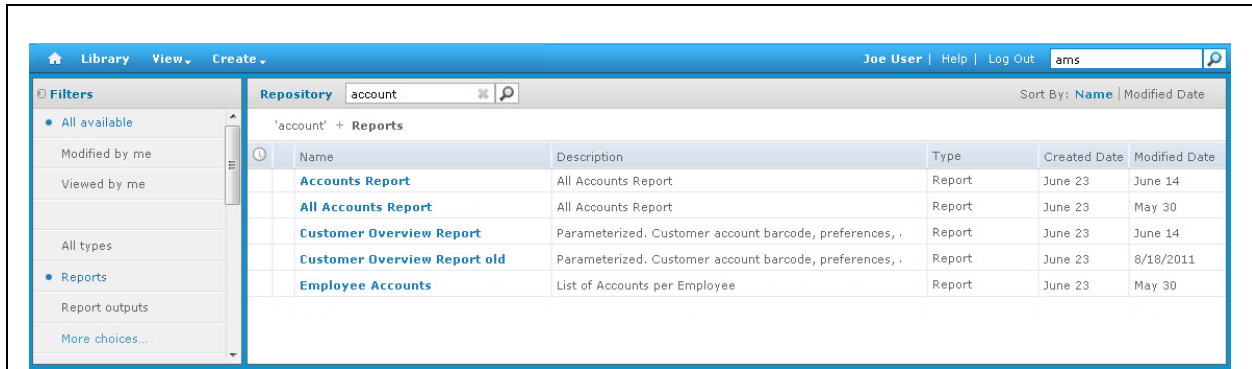 Library View Create Joe User | Help | Log Out ams
Filters
Repository account Sort By: Name | Modified Date
All available
'account' + Reports
Modified by me
Name Description Type Created Date Modified Date
Viewed by me
Accounts Report All Accounts Report Report June 23 June 14
All Accounts Report All Accounts Report Report June 23 May 30
Customer Overview Report Parameterized. Customer account barcode, preferences, . Report June 23 June 14
All types
Customer Overview Report old Parameterized. Customer account barcode, preferences, . Report June 23 8/18/2011
Reports
Employee Accounts List of Accounts per Employee Report June 23 May 30
Report outputs
More choices...